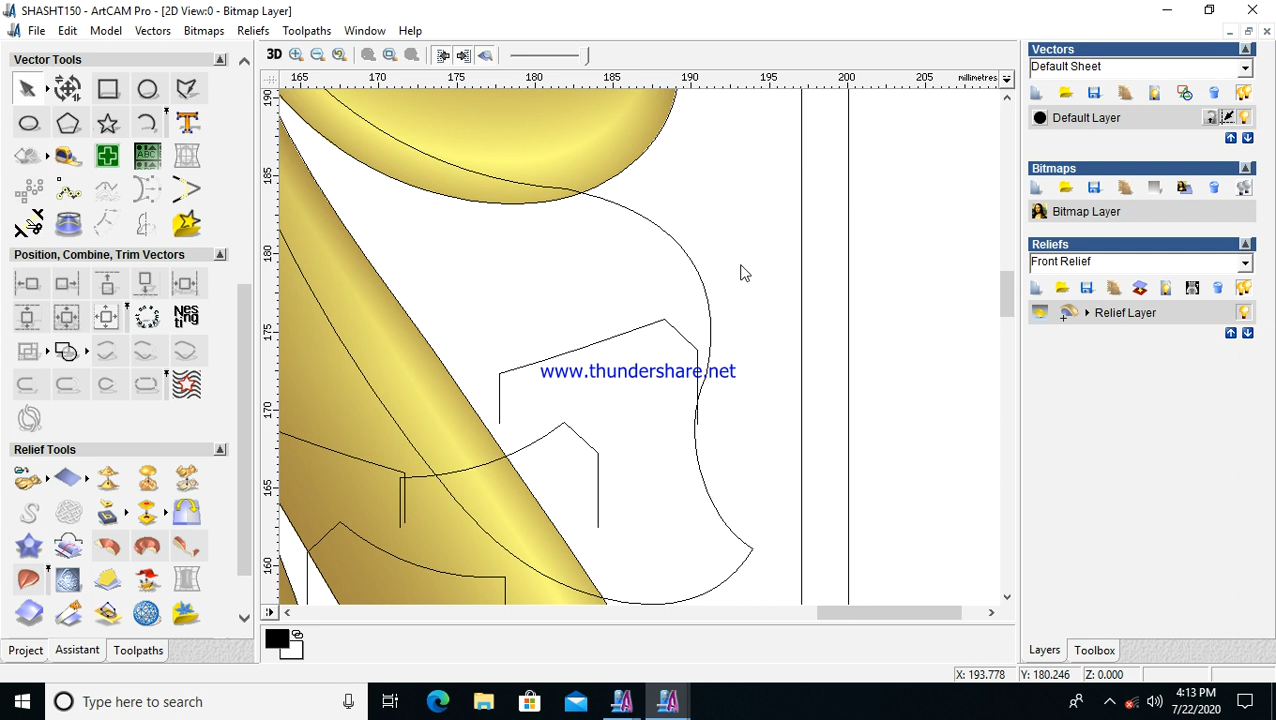 SHASHT150 - ArtCAM Pro - [2D View:0 - Bitmap Layer]
File Edit Model Vectors Bitmaps Reliefs Toolpaths Window Help
Vector Tools
3D
165 170 175 180 185 190 195 200 205 millimetres
190
185
180
175
170
165
160
T
ABC
Position, Combine, Trim Vectors
Nes
ting
Relief Tools
www.thundershare.net
Vectors
Default Sheet
Default Layer
Bitmaps
Bitmap Layer
Reliefs
Front Relief
Relief Layer
Project Assistant Toolpaths
Layers Toolbox
X: 193.778 Y: 180.246 Z: 0.000
Type here to search
4:13 PM
7/22/2020